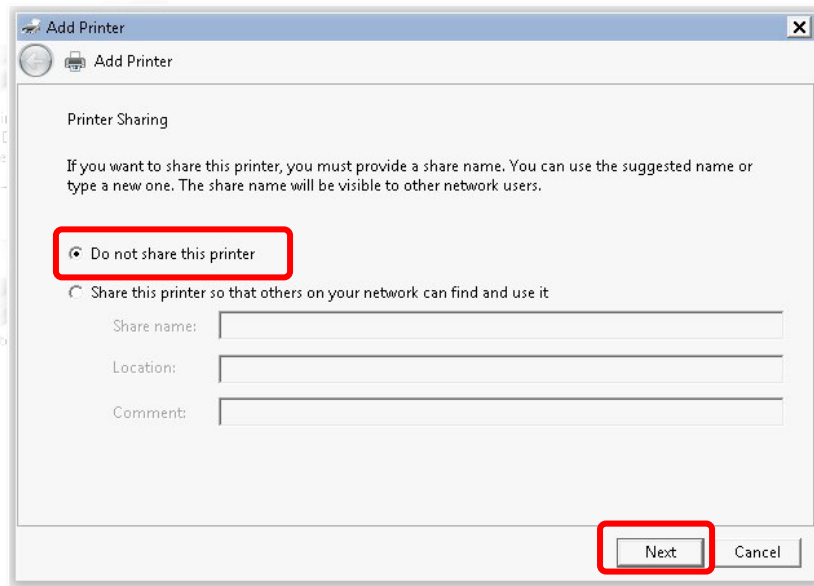 Add Printer
Add Printer
Printer Sharing
If you want to share this printer, you must provide a share name. You can use the suggested name or
type a new one. The share name will be visible to other network users.
Do not share this printer
Share this printer so that others on your network can find and use it
Share name:
Location:
Comment:
Next Cancel